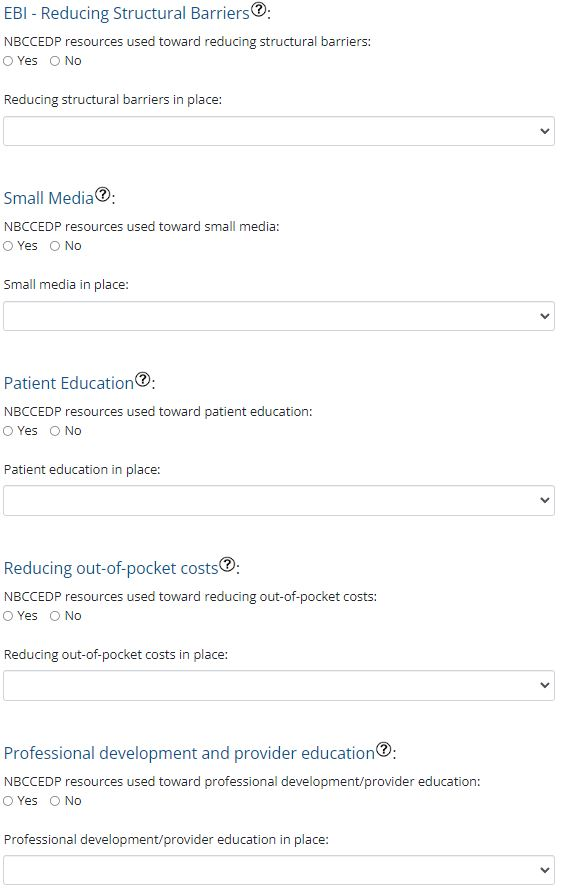 EBI - Reducing Structural Barriers?:
NBCCEDP resources used toward reducing structural barriers:
Yes No
Reducing structural barriers in place:
Small Media?:
NBCCEDP resources used toward small media:
Yes No
Small media in place:
Patient Education?:
NBCCEDP resources used toward patient education:
Yes No
Patient education in place:
Reducing out-of-pocket costs?:
NBCCEDP resources used toward reducing out-of-pocket costs:
Yes No
Reducing out-of-pocket costs in place:
Professional development and provider education?:
NBCCEDP resources used toward professional development/provider education:
Yes No
Professional development/provider education in place: